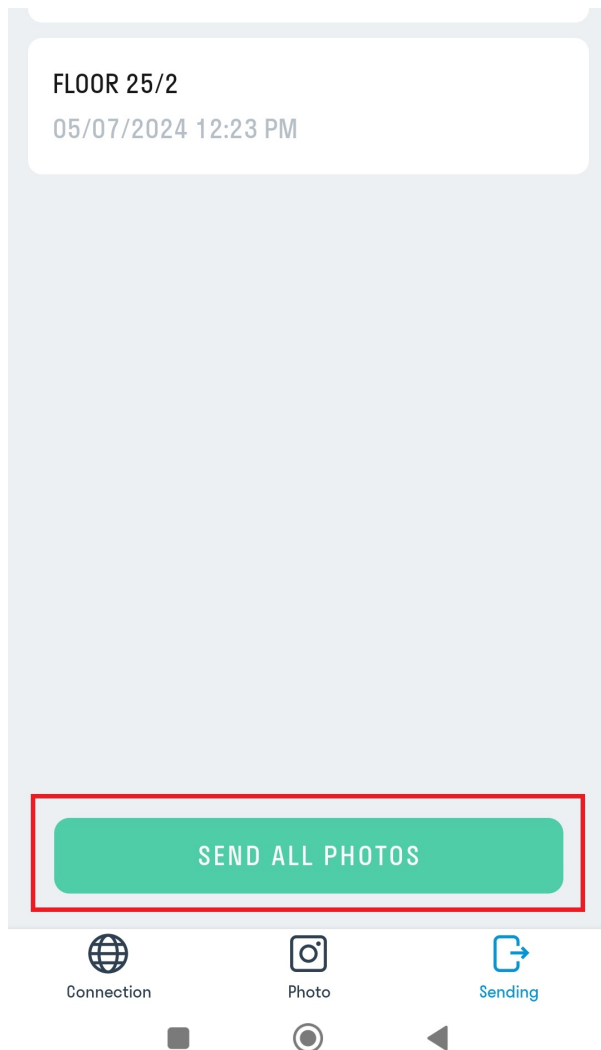 FLOOR 25/2
05/07/2024 12:23 PM
SEND ALL PHOTOS
Connection
Photo
Sending